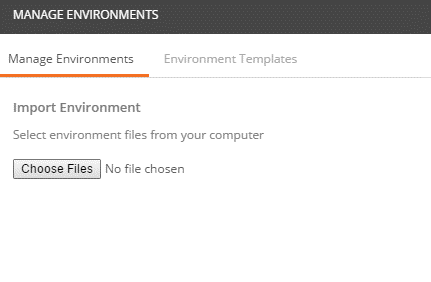 MANAGE ENVIRONMENTS
Manage Environments Environment Templates
Import Environment
Select environment files from your computer
Choose Files No file chosen